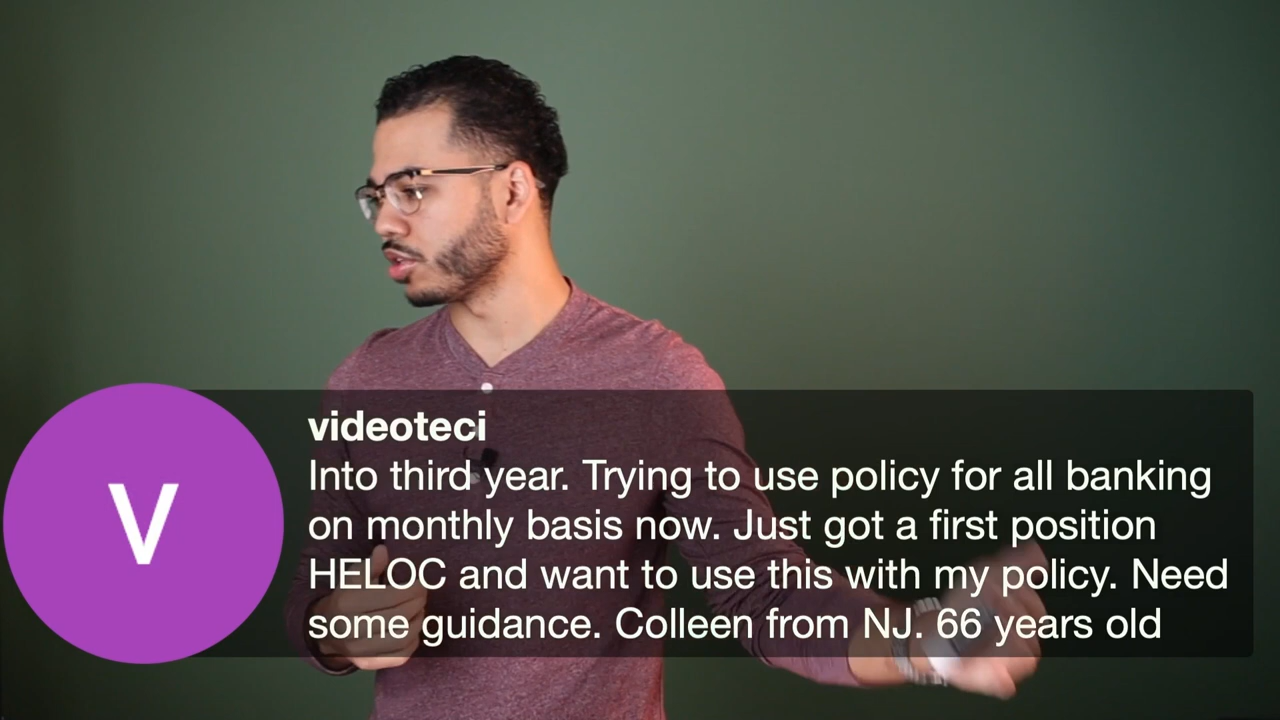 V
videoteci
Into third year. Trying to use policy for all banking
on monthly basis now. Just got a first position
HELOC and want to use this with my policy. Need
some guidance. Colleen from NJ. 66 years old